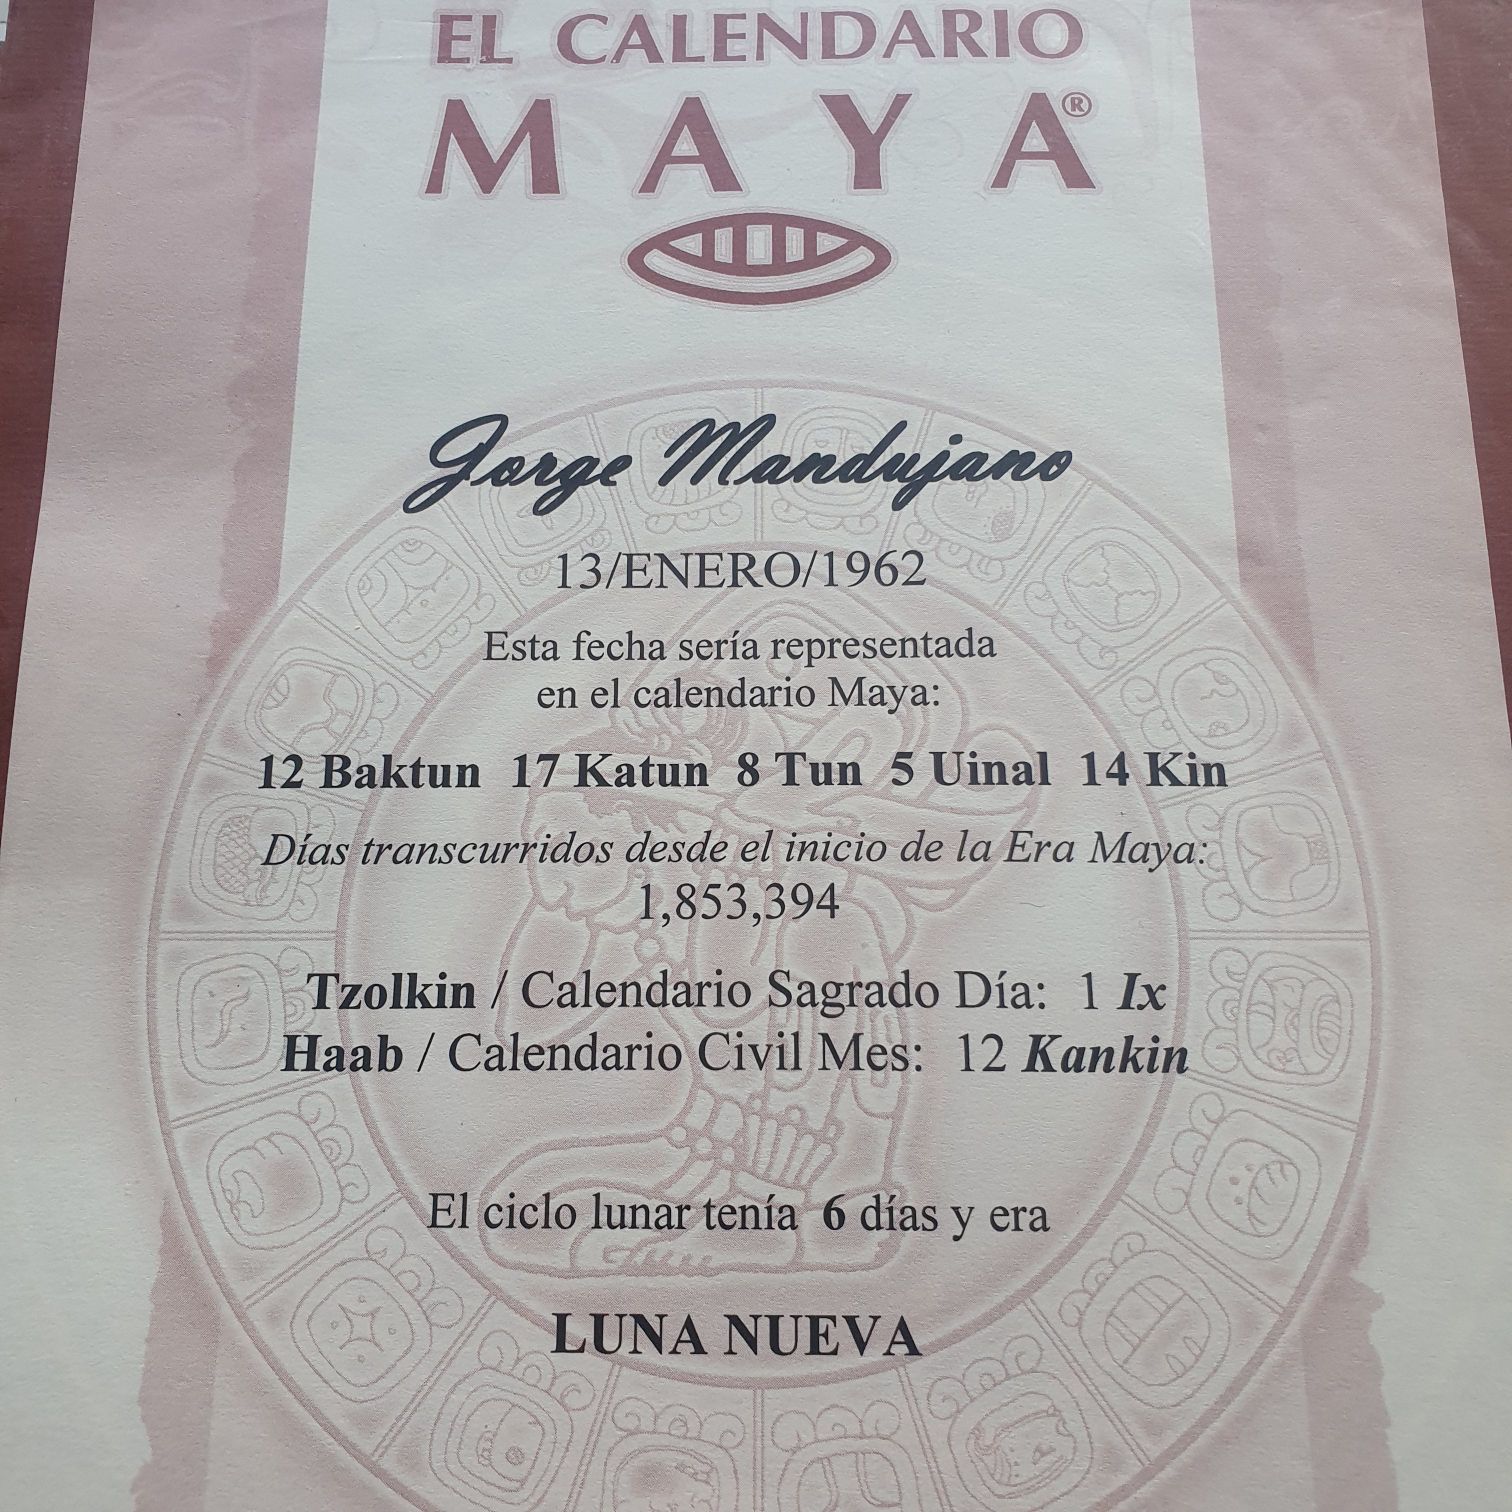 EL CALENDARIO
MAYA®
Jorge Mandujano
13/ENERO/1962
Esta fecha sería representada
en el calendario Maya:
12 Baktun 17 Katun 8 Tun 5 Uinal 14 Kin
Días transcurridos desde el inicio de la Era Maya:
1,853,394
Tzolkin / Calendario Sagrado Día: 1 Ix
Haab / Calendario Civil Mes: 12 Kankin
El ciclo lunar tenía 6 días y era
LUNA NUEVA